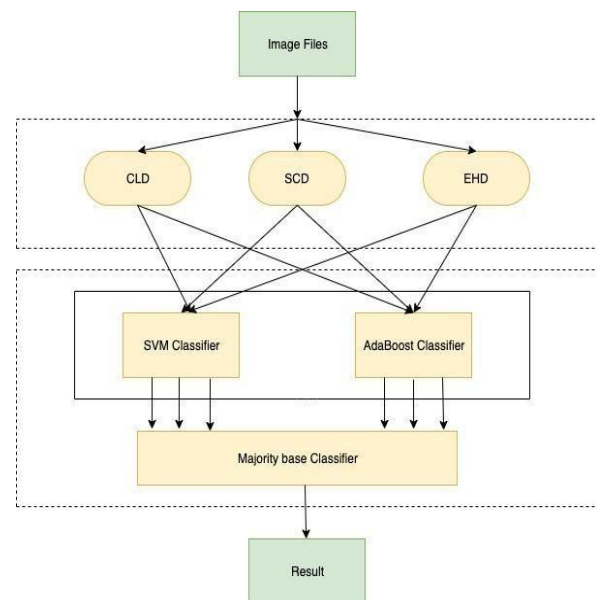 Image Files
CLD
SCD
EHD
SVM Classifier
AdaBoost Classifier
Majority base Classifier
Result